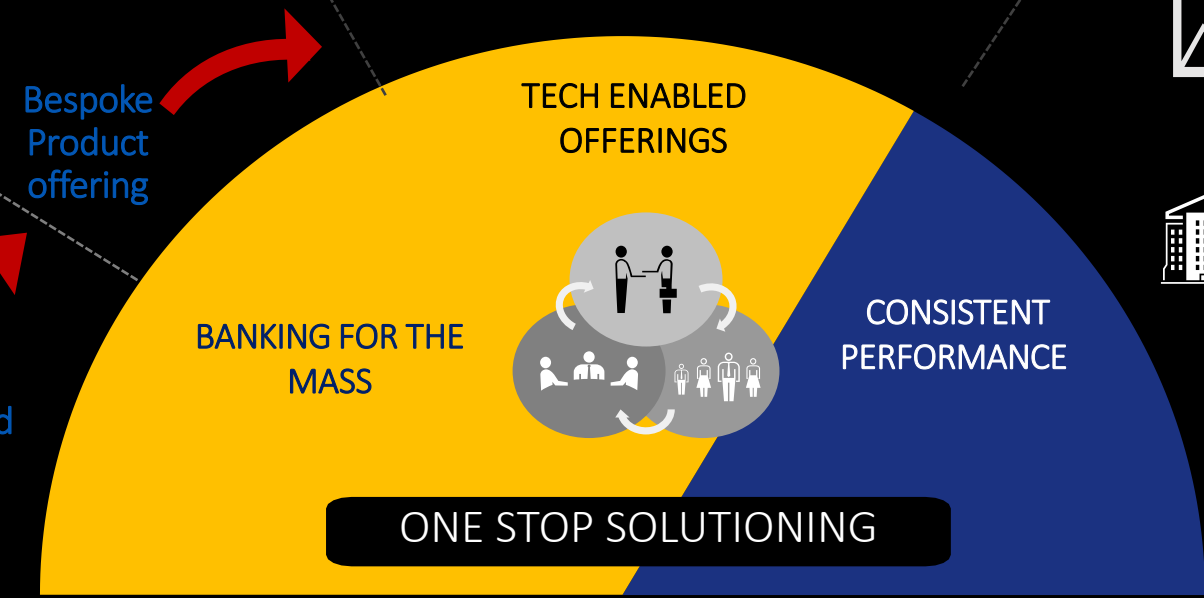 Bespoke
Product
offering
TECH ENABLED
OFFERINGS
BANKING FOR THE
MASS
CONSISTENT
PERFORMANCE
ONE STOP SOLUTIONING